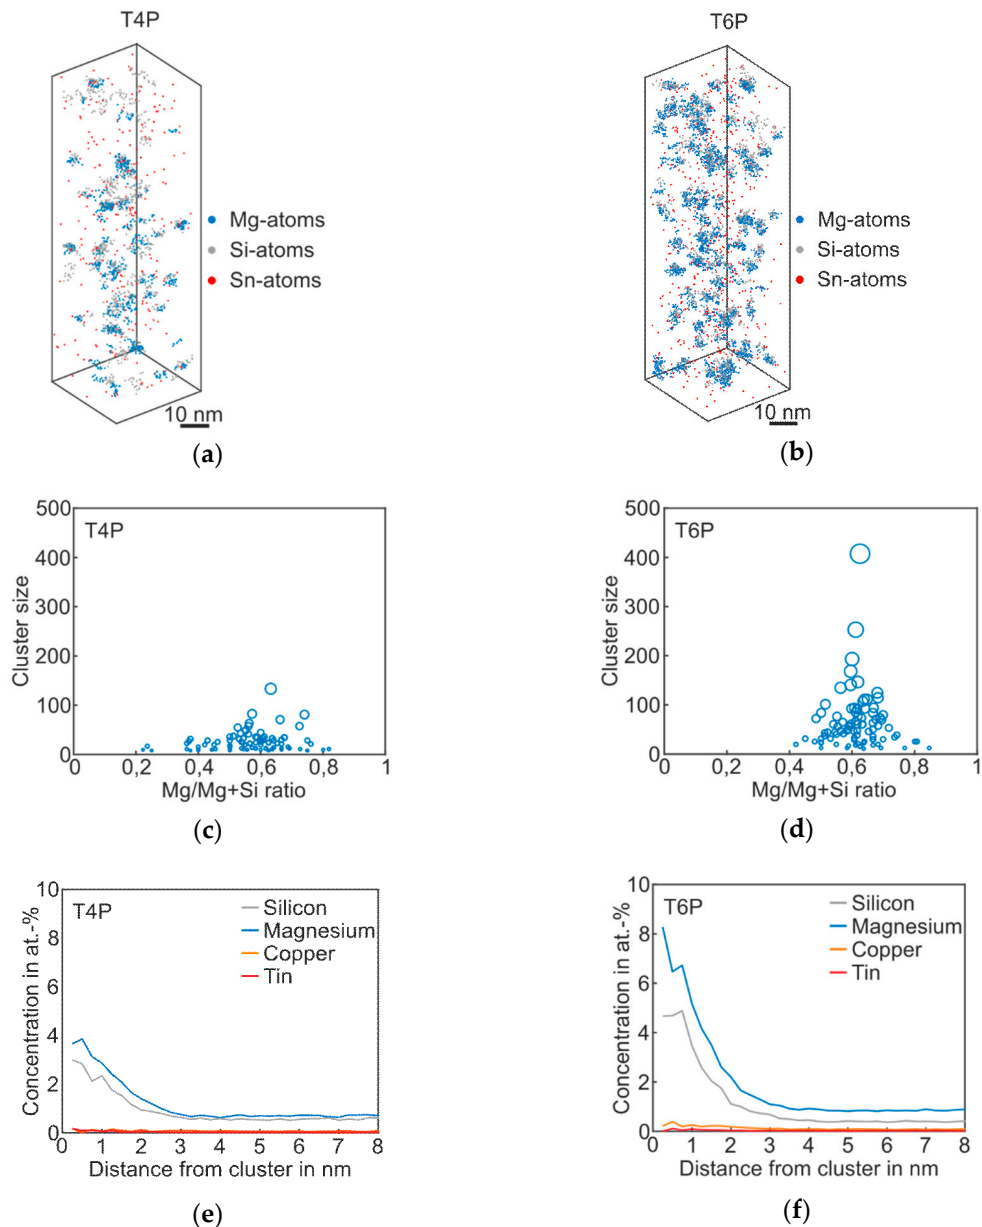 T4P
T6P
Mg-atoms
Si-atoms
Sn-atoms
Mg-atoms
Si-atoms
Sn-atoms
10 nm
10 nm
(a)
(b)
500
400
300
200
100
0
T4P
Cluster size
0
0,2
0,4
0,6
0,8
1
Mg/Mg+Si ratio
500
400
300
200
100
0
T6P
Cluster size
0
0,2
0,4
0,6
0,8
1
Mg/Mg+Si ratio
(c)
(d)
10
8
6
4
2
0
T4P
Silicon
Magnesium
Copper
Tin
Concentration in at.-%
0
1
2
3
4
5
6
7
8
Distance from cluster in nm
10
8
6
4
2
0
T6P
Silicon
Magnesium
Copper
Tin
Concentration in at.-%
0
1
2
3
4
5
6
7
8
Distance from cluster in nm
(e)
(f)